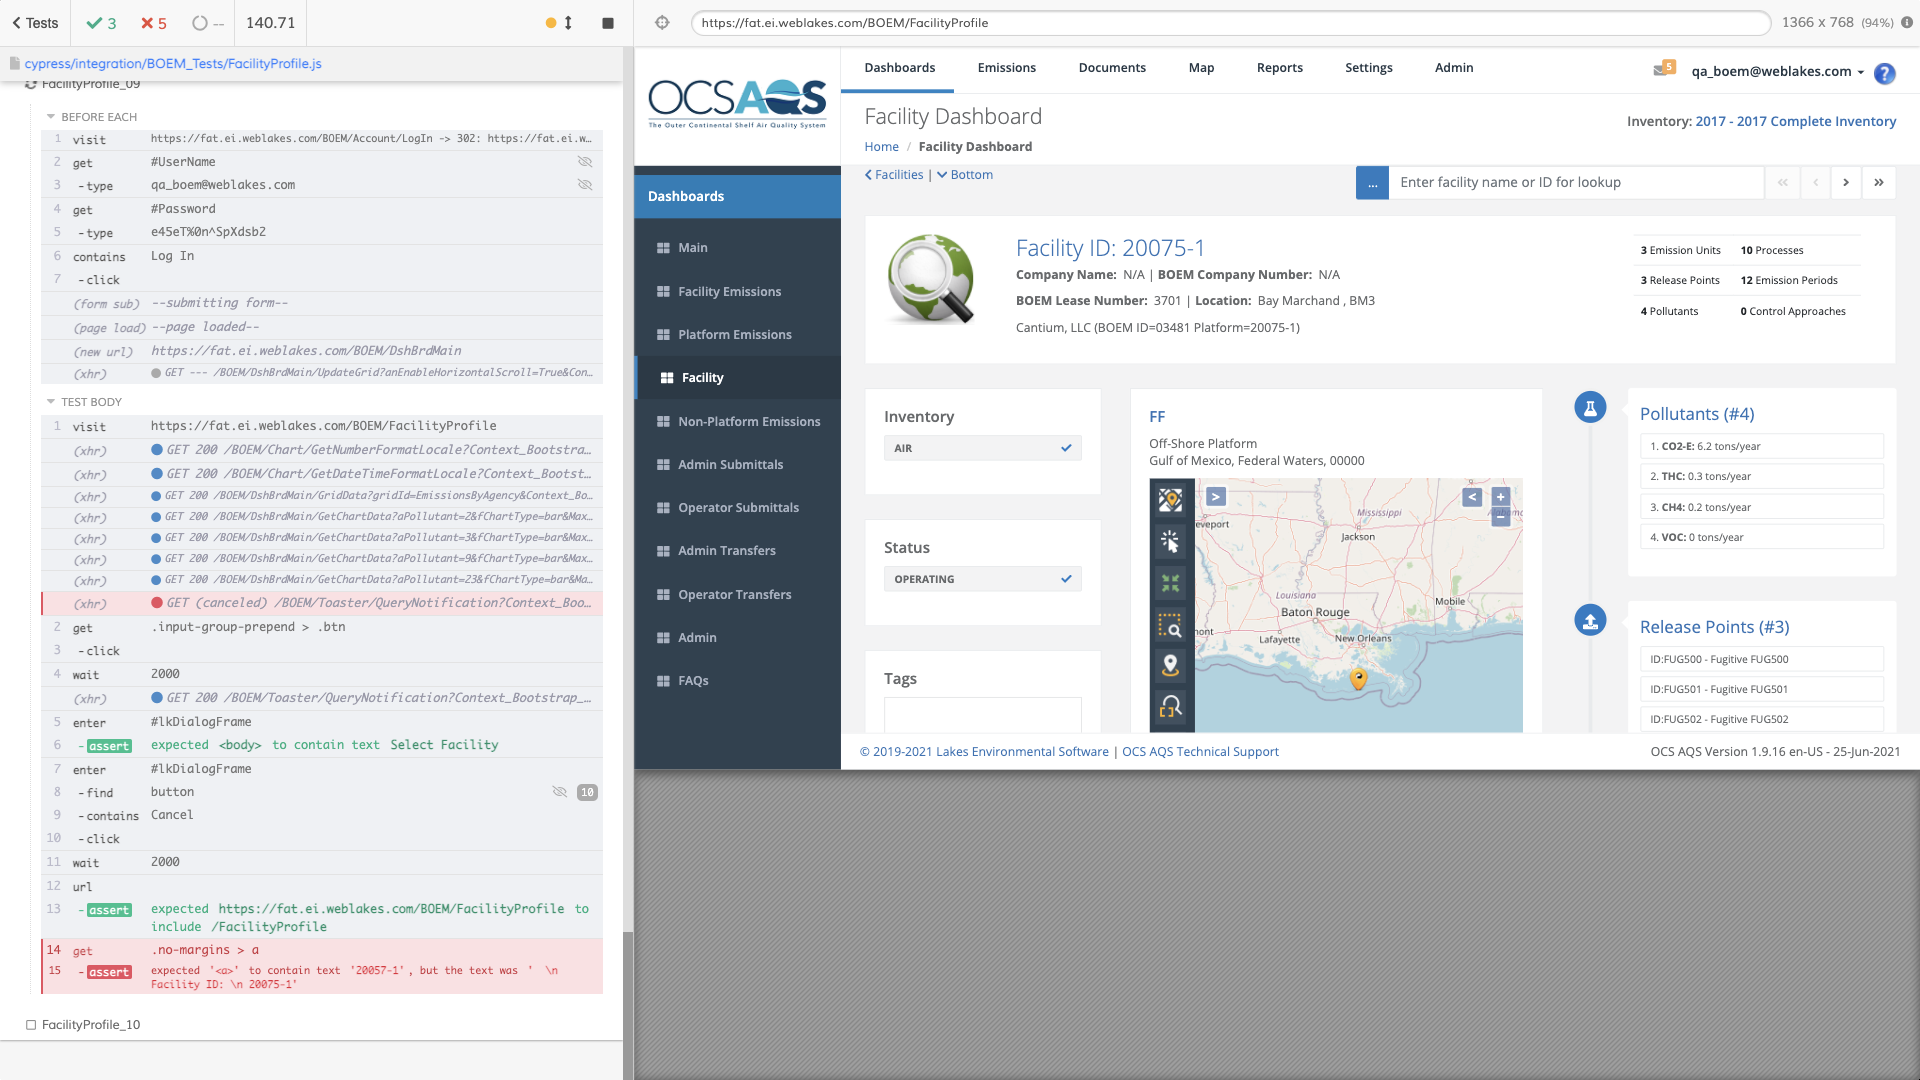 Tests
3
5
--
140.71
https://fat.ei.weblakes.com/BOEM/FacilityProfile
1366 x 768 (94%)
cypress/integration/BOEM_Tests/FacilityProfile.js
FacilityProfile_09
BEFORE EACH
1 visit https://fat.ei.weblakes.com/BOEM/Account/LogIn -> 302: https://fat.ei.w…
2 get #UserName
3 -type qa_boem@weblakes.com
4 get #Password
5 -type e45eT%0n^SpXdsb2
6 contains Log In
7 -click
(form sub) --submitting form--
(page load) --page loaded--
(new url) https://fat.ei.weblakes.com/BOEM/DshBrdMain
(xhr) GET --- /BOEM/DshBrdMain/UpdateGrid?anEnableHorizontalScroll=True&Con…
TEST BODY
1 visit https://fat.ei.weblakes.com/BOEM/FacilityProfile
(xhr) GET 200 /BOEM/Chart/GetNumberFormatLocale?Context_Bootstra…
(xhr) GET 200 /BOEM/Chart/GetDateTimeFormatLocale?Context_Bootst…
(xhr) GET 200 /BOEM/DshBrdMain/GridData?gridId=EmissionsByAgency&Context_Bo…
(xhr) GET 200 /BOEM/DshBrdMain/GetChartData?aPollutant=2&fChartType=bar&Max…
(xhr) GET 200 /BOEM/DshBrdMain/GetChartData?aPollutant=3&fChartType=bar&Max…
(xhr) GET 200 /BOEM/DshBrdMain/GetChartData?aPollutant=9&fChartType=bar&Max…
(xhr) GET 200 /BOEM/DshBrdMain/GetChartData?aPollutant=23&fChartType=bar&Ma…
(xhr) GET (canceled) /BOEM/Toaster/QueryNotification?Context_Boo…
2 get .input-group-prepend > .btn
3 -click
4 wait 2000
(xhr) GET 200 /BOEM/Toaster/QueryNotification?Context_Bootstrap_…
5 enter #lkDialogFrame
6 -assert expected <body> to contain text Select Facility
7 enter #lkDialogFrame
8 -find button 10
9 -contains Cancel
10 -click
11 wait 2000
12 url
13 -assert expected https://fat.ei.weblakes.com/BOEM/FacilityProfile to
include /FacilityProfile
14 get .no-margins > a
15 -assert expected '<a>' to contain text '20057-1', but the text was ' \n
Facility ID: \n 20075-1'
FacilityProfile_10
OCSAQS
The Outer Continental Shelf Air Quality System
Dashboards
Emissions
Documents
Map
Reports
Settings
Admin
5
qa_boem@weblakes.com
?
Facility Dashboard
Home / Facility Dashboard
Inventory: 2017 - 2017 Complete Inventory
Dashboards
Main
Facility Emissions
Platform Emissions
Facility
Non-Platform Emissions
Admin Submittals
Operator Submittals
Admin Transfers
Operator Transfers
Admin
FAQs
Facilities | Bottom
... Enter facility name or ID for lookup
Facility ID: 20075-1
Company Name: N/A | BOEM Company Number: N/A
BOEM Lease Number: 3701 | Location: Bay Marchand , BM3
Cantium, LLC (BOEM ID=03481 Platform=20075-1)
3 Emission Units 10 Processes
3 Release Points 12 Emission Periods
4 Pollutants 0 Control Approaches
Inventory
AIR
Status
OPERATING
Tags
FF
Off-Shore Platform
Gulf of Mexico, Federal Waters, 00000
> < +
−
eveport
Mississippi
Alabama
Jackson
Louisiana
Baton Rouge
Mobile
mont
Lafayette
New Orleans
Pollutants (#4)
1. CO2-E: 6.2 tons/year
2. THC: 0.3 tons/year
3. CH4: 0.2 tons/year
4. VOC: 0 tons/year
Release Points (#3)
ID:FUG500 - Fugitive FUG500
ID:FUG501 - Fugitive FUG501
ID:FUG502 - Fugitive FUG502
© 2019-2021 Lakes Environmental Software | OCS AQS Technical Support
OCS AQS Version 1.9.16 en-US - 25-Jun-2021